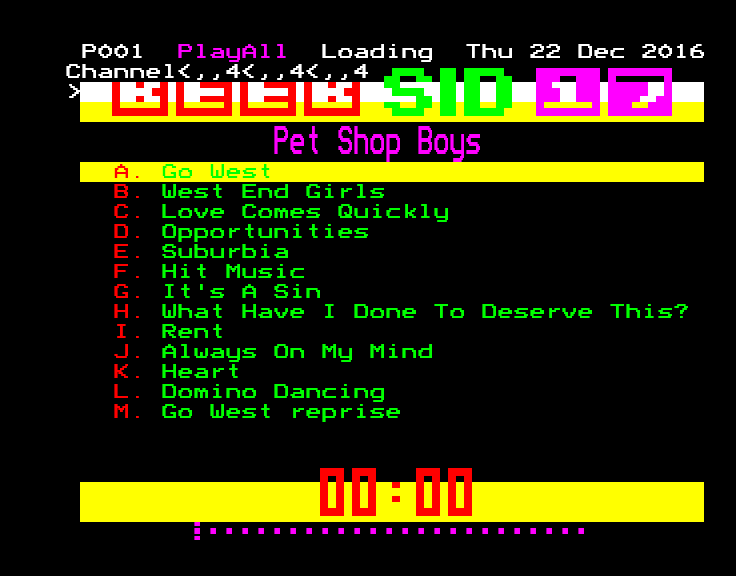 P001 PlayAll Loading Thu 22 Dec 2016
Channel<,,4<,,4<,,4
>
SID 17
Pet Shop Boys
A. Go West
B. West End Girls
C. Love Comes Quickly
D. Opportunities
E. Suburbia
F. Hit Music
G. It's A Sin
H. What Have I Done To Deserve This?
I. Rent
J. Always On My Mind
K. Heart
L. Domino Dancing
M. Go West reprise
00:00